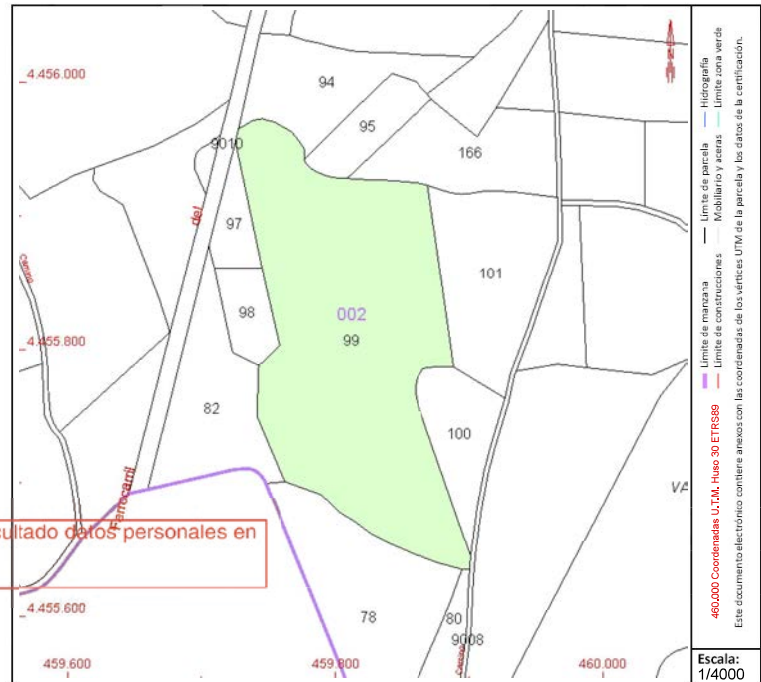 4.456.000
94
95
9010
166
del
97
101
Camino
98
002
4.455.800
99
82
100
VA
Ferrocarril
cultado datos personales en
4.455.600
78
80
9008
Camino
459.600
459.800
460.000
Límite de manzana
Límite de parcela
Hidrografía
Límite de construcciones
Mobiliario y aceras
Límite zona verde
460.000 Coordenadas U.T.M. Huso 30 ETRS89
Este documento electrónico contiene anexos con las coordenadas de los vértices UTM de la parcela y los datos de la certificación.
Escala:
1/4000